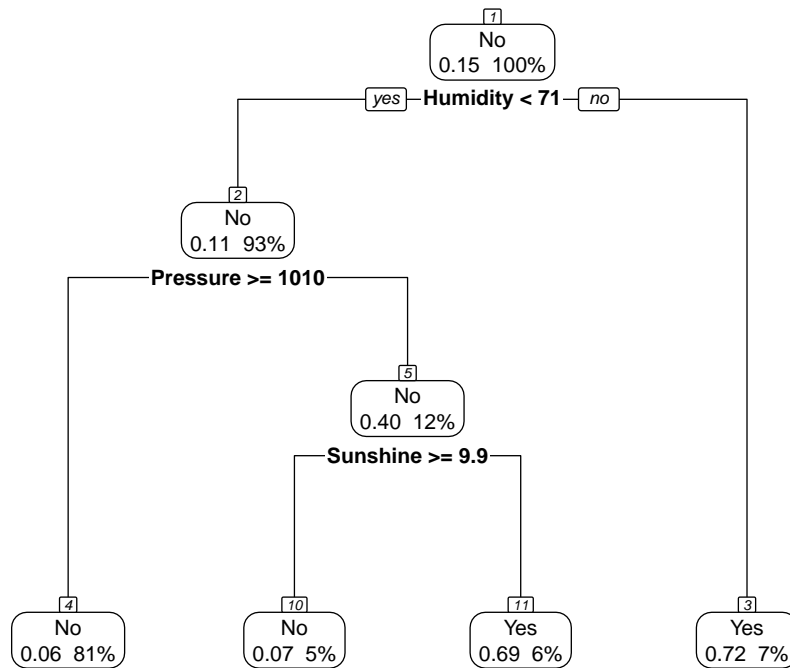 1
No
0.15 100%
yes Humidity < 71 no
2
No
0.11 93%
Pressure >= 1010
5
No
0.40 12%
Sunshine >= 9.9
4
No
0.06 81%
10
No
0.07 5%
11
Yes
0.69 6%
3
Yes
0.72 7%